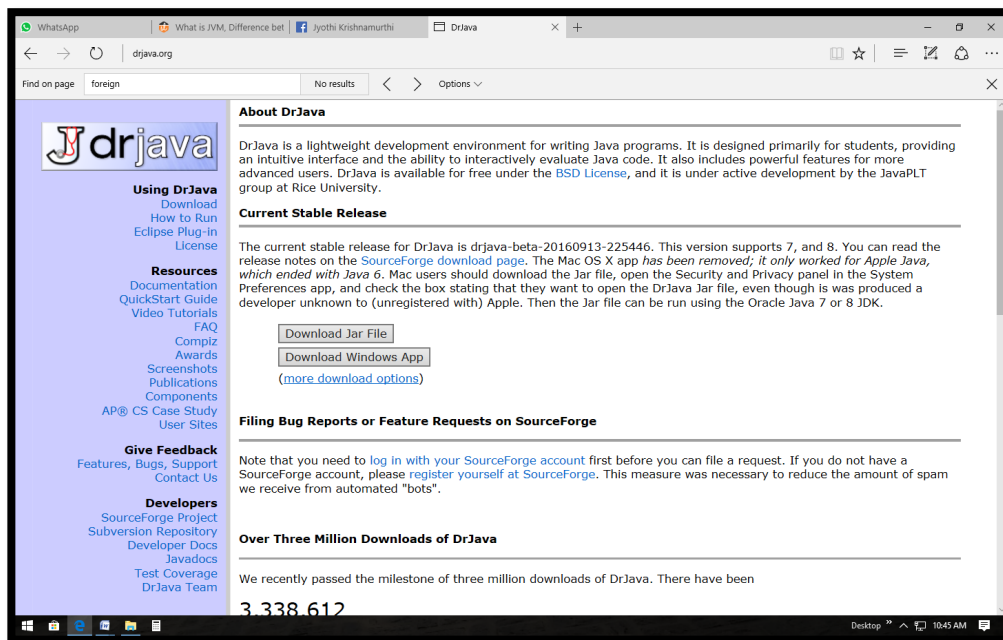 WhatsApp
What is JVM, Difference bet
Jyothi Krishnamurthi
DrJava
drjava.org
Find on page
foreign
No results
Options
drjava
Using DrJava
Download
How to Run
Eclipse Plug-in
License
Resources
Documentation
QuickStart Guide
Video Tutorials
FAQ
Compiz
Awards
Screenshots
Publications
Components
AP® CS Case Study
User Sites
Give Feedback
Features, Bugs, Support
Contact Us
Developers
SourceForge Project
Subversion Repository
Developer Docs
Javadocs
Test Coverage
DrJava Team
About DrJava
DrJava is a lightweight development environment for writing Java programs. It is designed primarily for students, providing
an intuitive interface and the ability to interactively evaluate Java code. It also includes powerful features for more
advanced users. DrJava is available for free under the BSD License, and it is under active development by the JavaPLT
group at Rice University.
Current Stable Release
The current stable release for DrJava is drjava-beta-20160913-225446. This version supports 7, and 8. You can read the
release notes on the SourceForge download page. The Mac OS X app has been removed; it only worked for Apple Java,
which ended with Java 6. Mac users should download the Jar file, open the Security and Privacy panel in the System
Preferences app, and check the box stating that they want to open the DrJava Jar file, even though is was produced a
developer unknown to (unregistered with) Apple. Then the Jar file can be run using the Oracle Java 7 or 8 JDK.
Download Jar File
Download Windows App
(more download options)
Filing Bug Reports or Feature Requests on SourceForge
Note that you need to log in with your SourceForge account first before you can file a request. If you do not have a
SourceForge account, please register yourself at SourceForge. This measure was necessary to reduce the amount of spam
we receive from automated "bots".
Over Three Million Downloads of DrJava
We recently passed the milestone of three million downloads of DrJava. There have been
3,338,612
Desktop
10:45 AM